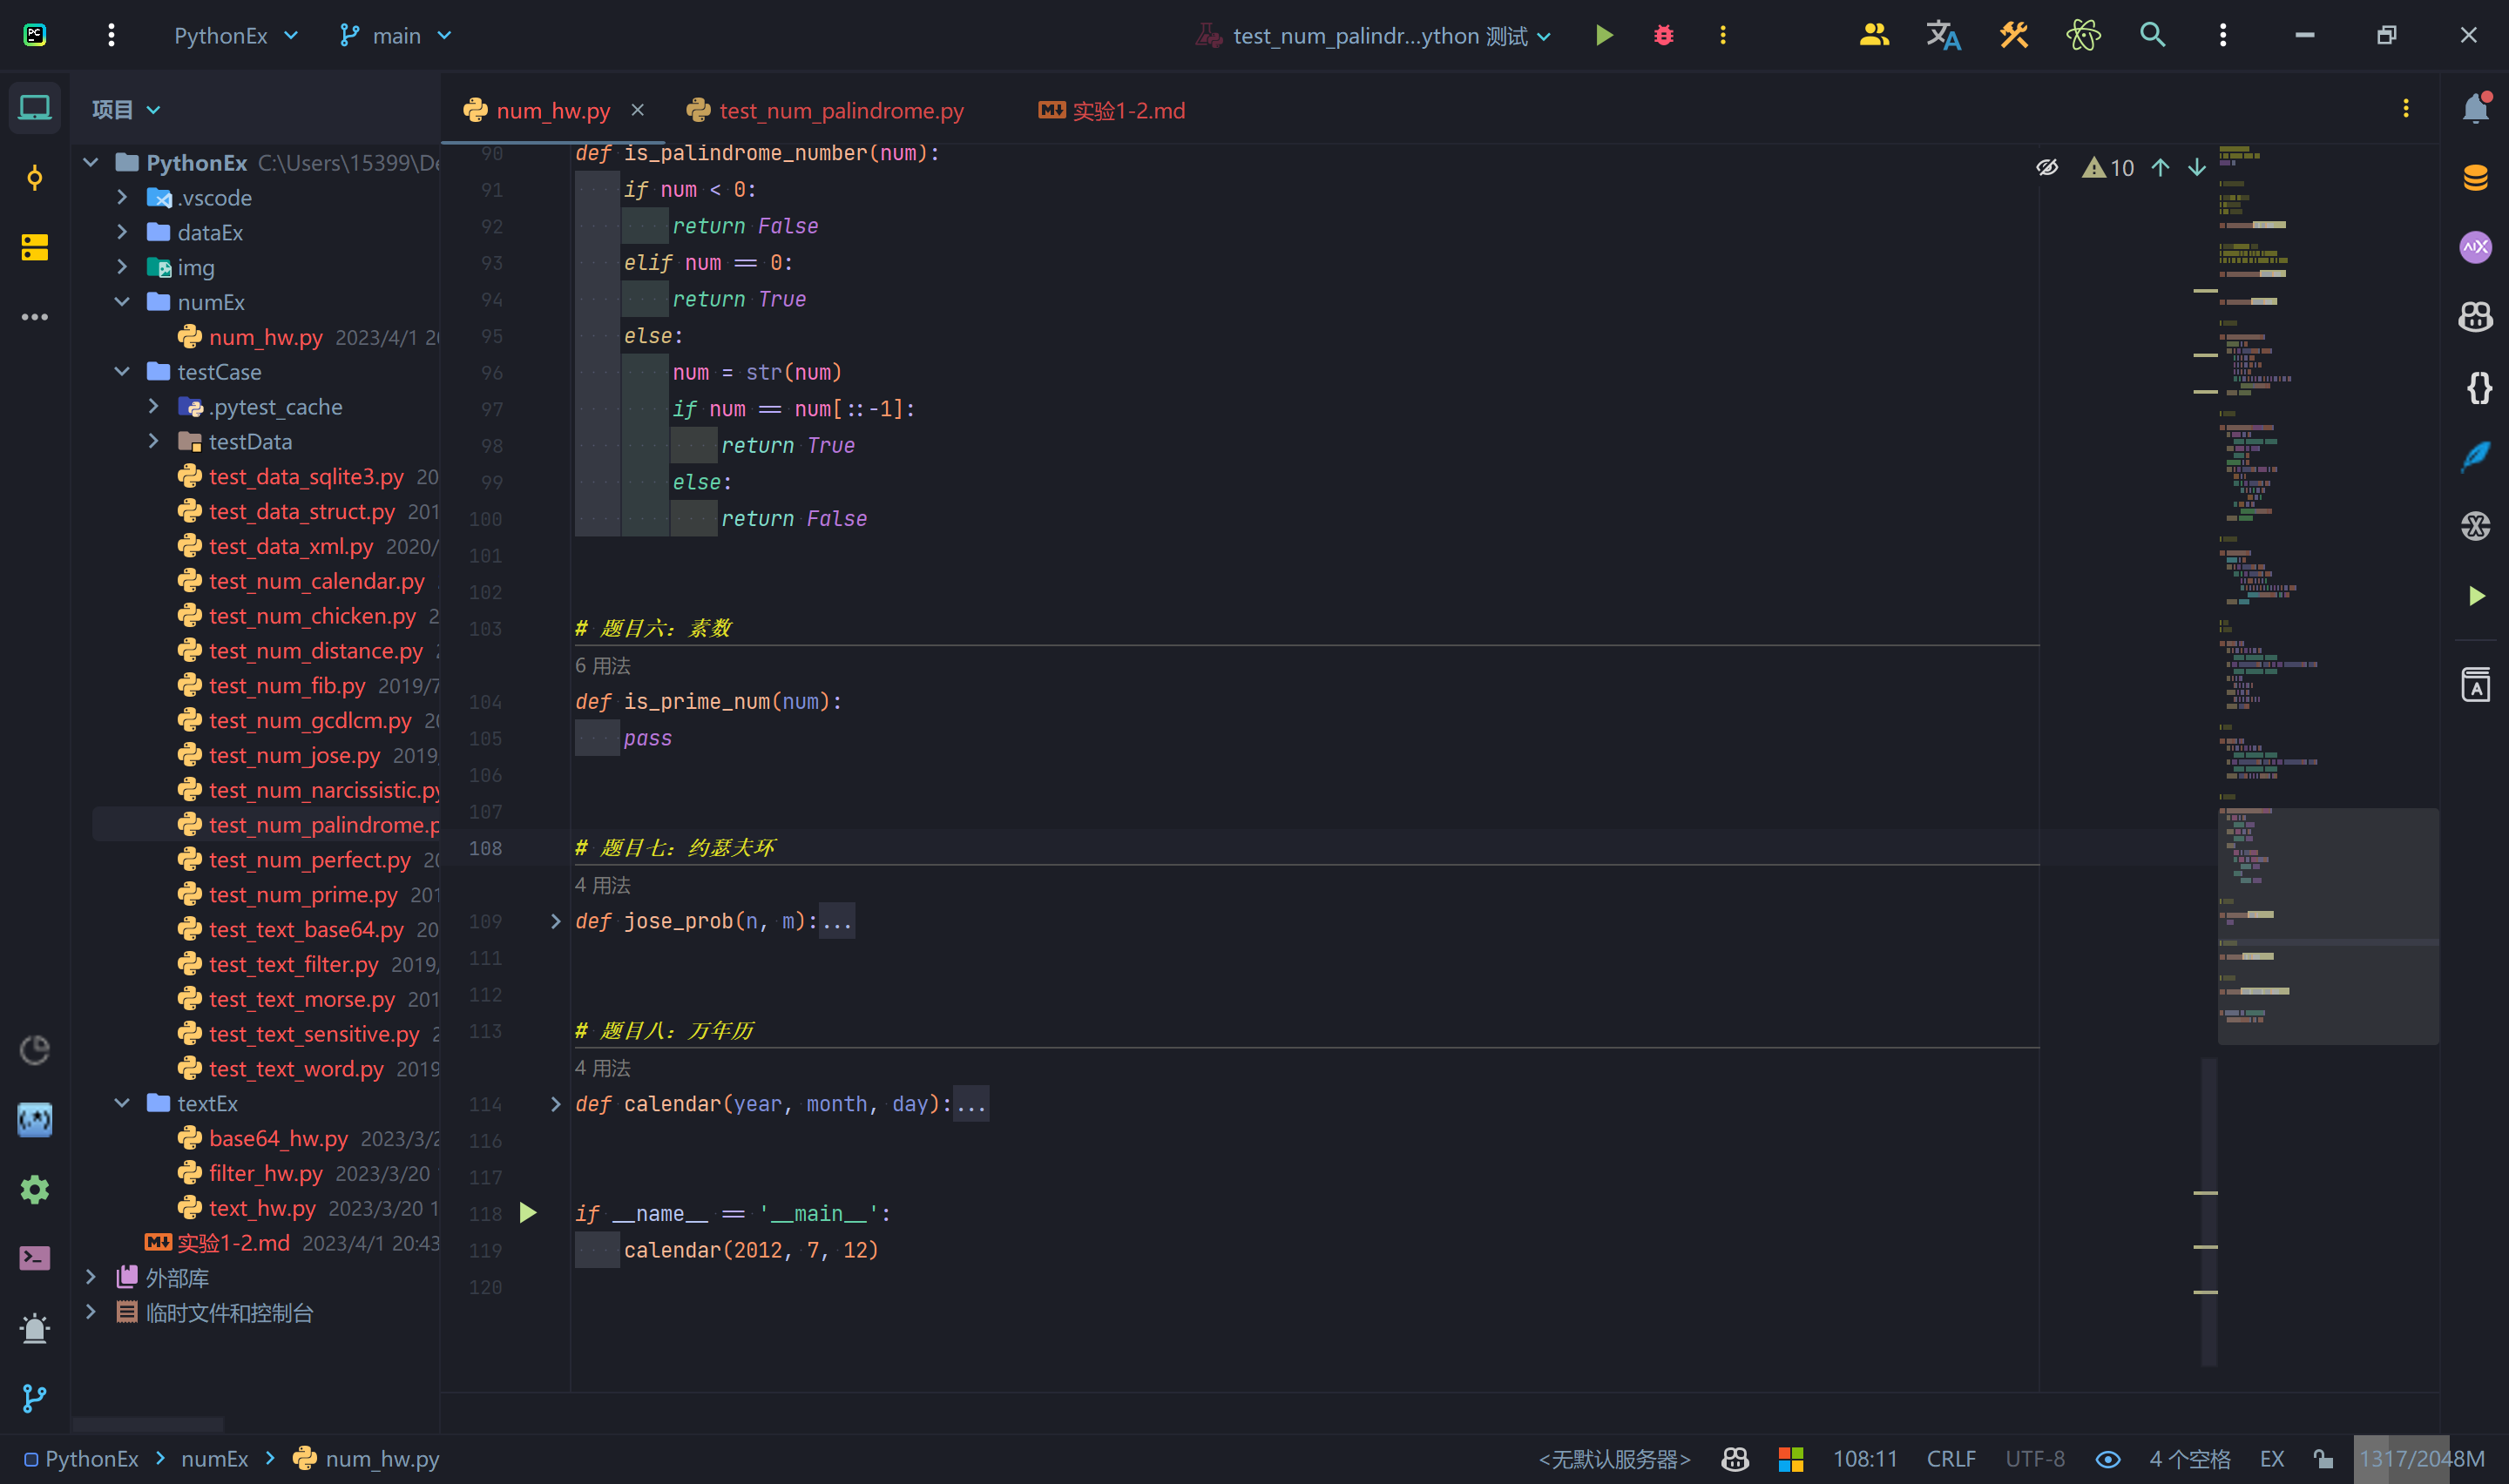 PythonEx
main
test_num_palindr...ython 测试
项目
num_hw.py
test_num_palindrome.py
实验1-2.md
PythonEx C:\Users\15399\De
.vscode
dataEx
img
numEx
num_hw.py 2023/4/1 20
testCase
.pytest_cache
testData
test_data_sqlite3.py 20
test_data_struct.py 201
test_data_xml.py 2020/
test_num_calendar.py
test_num_chicken.py 2
test_num_distance.py
test_num_fib.py 2019/7
test_num_gcdlcm.py 20
test_num_jose.py 2019
test_num_narcissistic.py
test_num_palindrome.p
test_num_perfect.py 20
test_num_prime.py 201
test_text_base64.py 20
test_text_filter.py 2019/
test_text_morse.py 201
test_text_sensitive.py 2
test_text_word.py 2019
textEx
base64_hw.py 2023/3/2
filter_hw.py 2023/3/20 1
text_hw.py 2023/3/20 1
实验1-2.md 2023/4/1 20:43
外部库
临时文件和控制台
10
90 def is_palindrome_number(num):
91 if num < 0:
92 return False
93 elif num == 0:
94 return True
95 else:
96 num = str(num)
97 if num == num[::-1]:
98 return True
99 else:
100 return False
101
102
103 # 题目六: 素数
6 用法
104 def is_prime_num(num):
105 pass
106
107
108 # 题目七: 约瑟夫环
4 用法
109 def jose_prob(n, m):...
111
112
113 # 题目八: 万年历
4 用法
114 def calendar(year, month, day):...
116
117
118 if __name__ == '__main__':
119 calendar(2012, 7, 12)
120
PythonEx > numEx > num_hw.py
<无默认服务器> 108:11 CRLF UTF-8 4 个空格 EX 1317/2048M